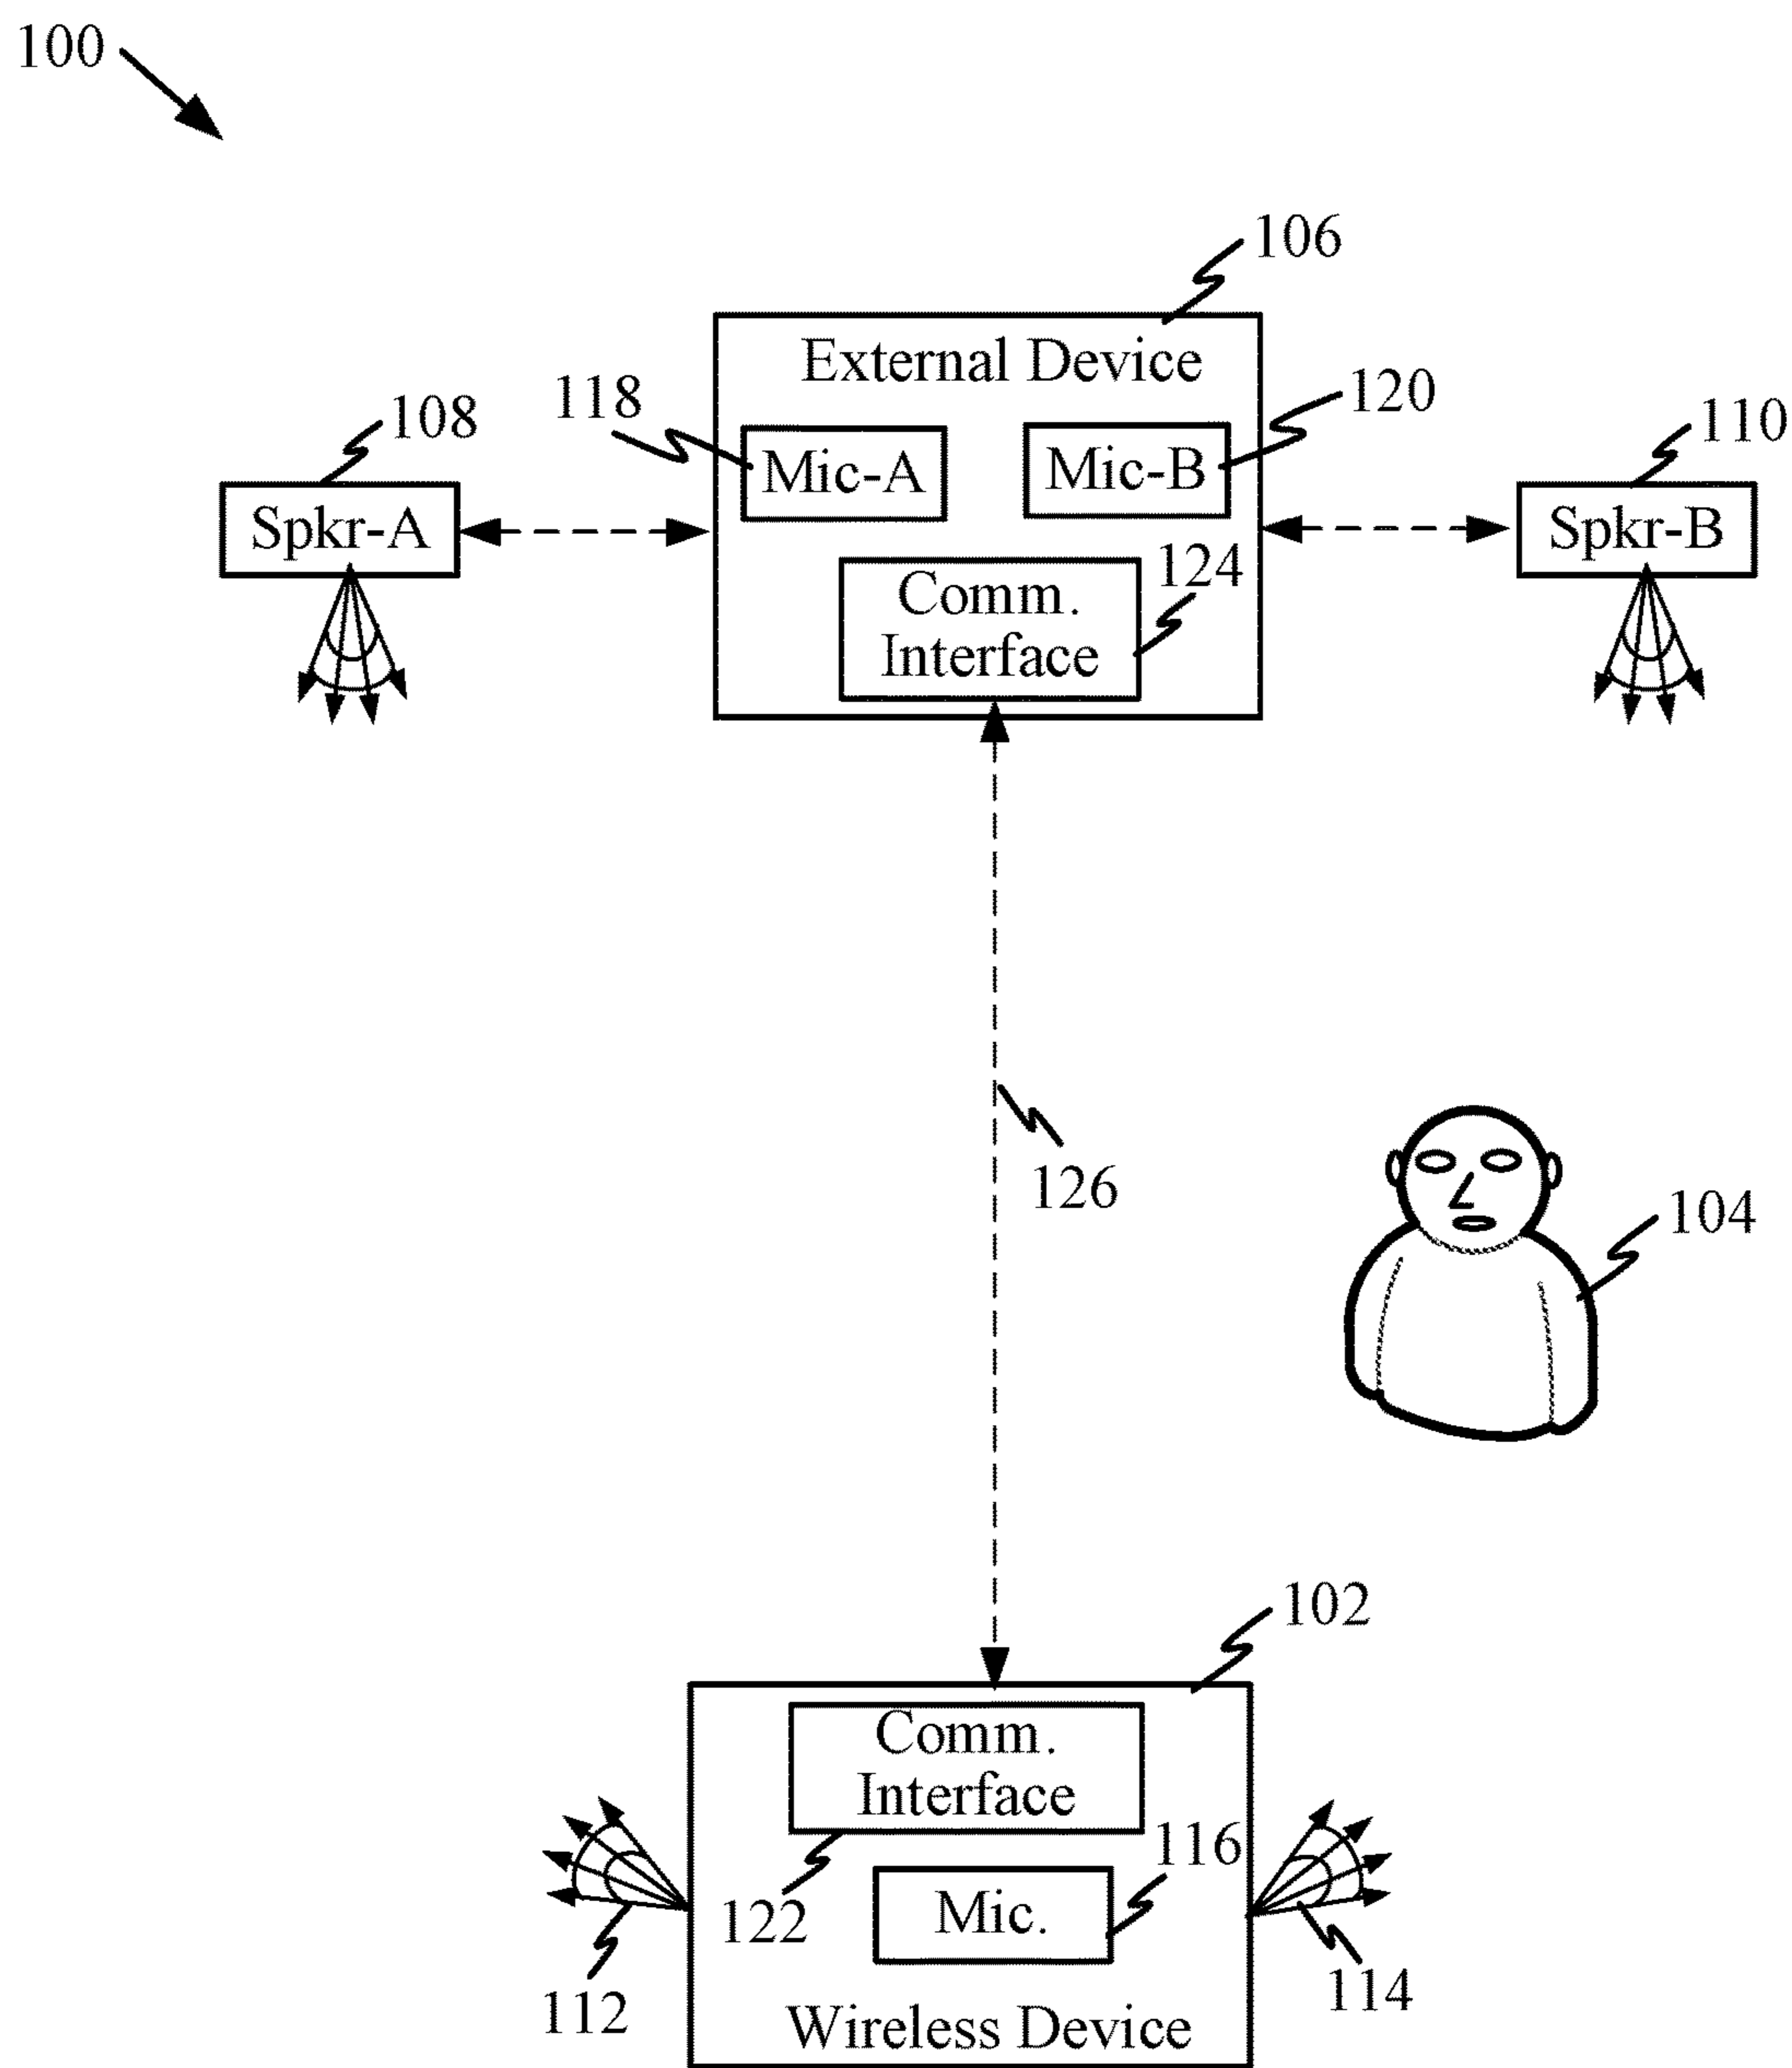 100
106
External Device
118
120
108
110
Mic-A
Mic-B
Spkr-A
Spkr-B
124
Comm.
Interface
126
104
102
Comm.
Interface
116
122
Mic.
112
114
Wireless Device